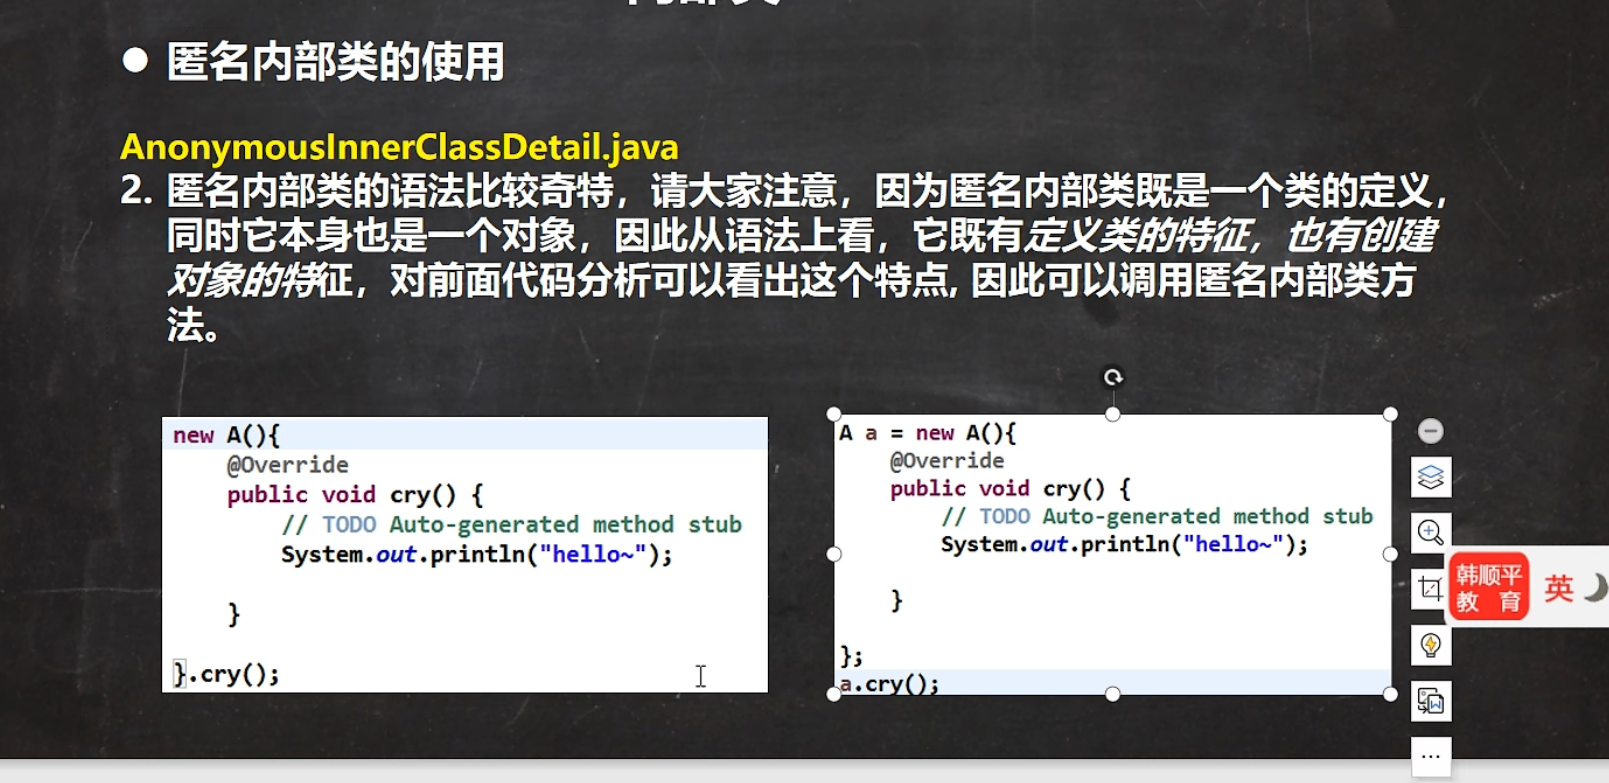 ● 匿名内部类的使用
AnonymousInnerClassDetail.java
2. 匿名内部类的语法比较奇特，请大家注意，因为匿名内部类既是一个类的定义，
同时它本身也是一个对象，因此从语法上看，它既有定义类的特征，也有创建
对象的特征，对前面代码分析可以看出这个特点, 因此可以调用匿名内部类方
法。
new A(){
@Override
public void cry() {
// TODO Auto-generated method stub
System.out.println("hello~");
}
}.cry();
A a = new A(){
@Override
public void cry() {
// TODO Auto-generated method stub
System.out.println("hello~");
}
};
a.cry();
韩顺平
教 育
英